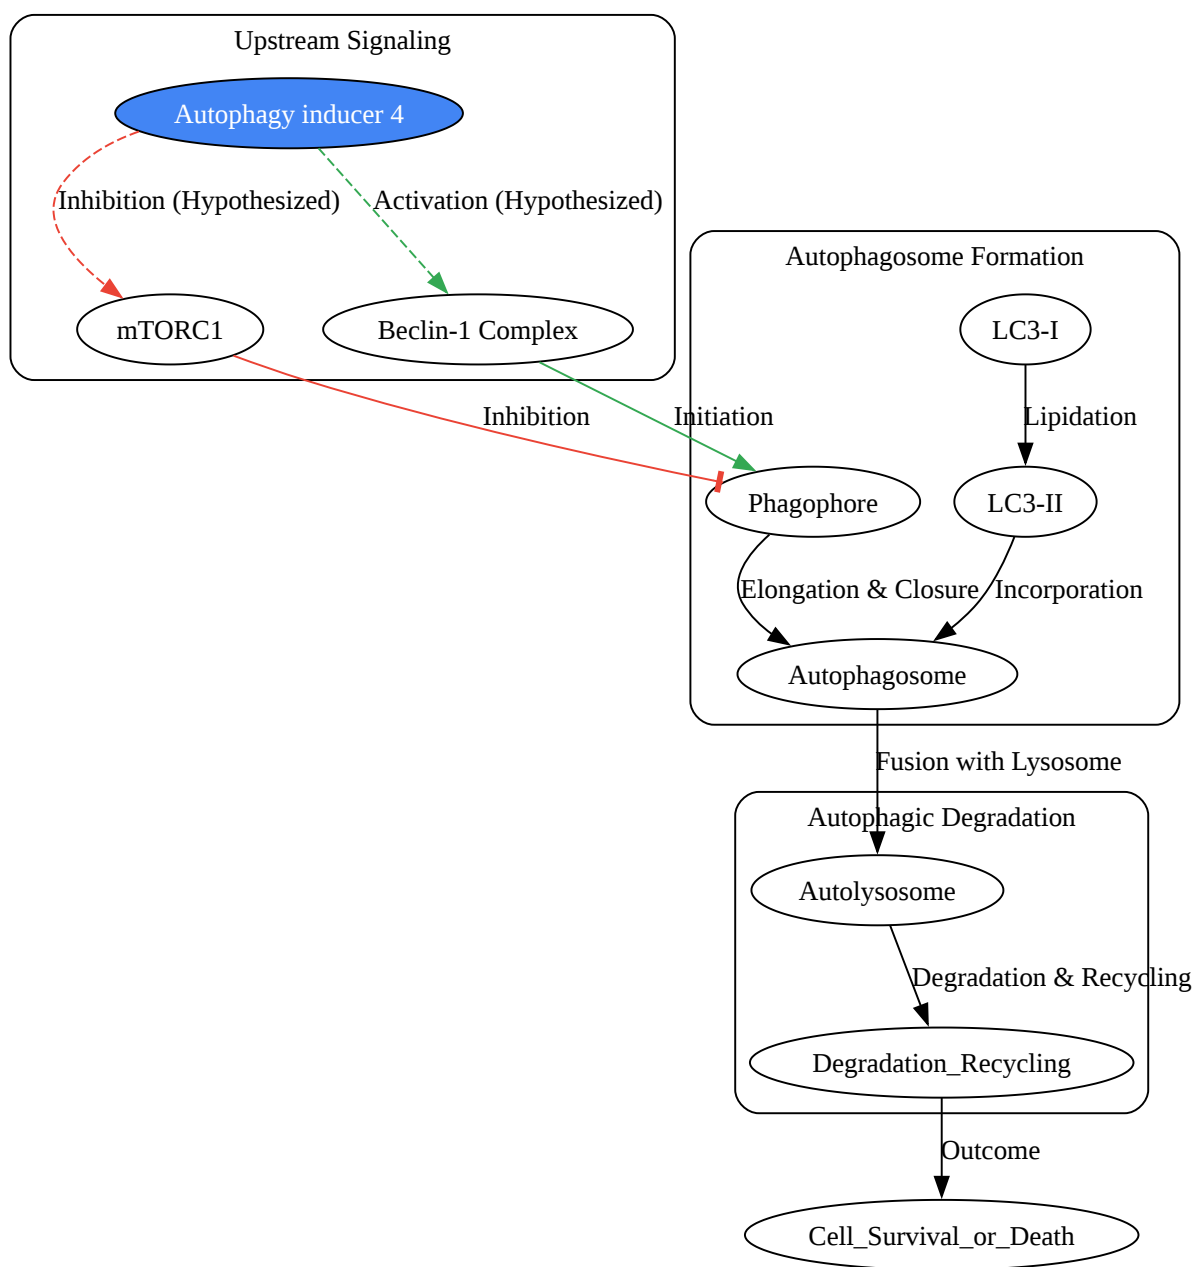 Upstream Signaling
Autophagy inducer 4
Inhibition (Hypothesized)
Activation (Hypothesized)
mTORC1
Beclin-1 Complex
Autophagosome Formation
LC3-I
Inhibition
Initiation
Lipidation
Phagophore
LC3-II
Elongation & Closure
Incorporation
Autophagosome
Fusion with Lysosome
Autophagic Degradation
Autolysosome
Degradation & Recycling
Degradation_Recycling
Outcome
Cell_Survival_or_Death